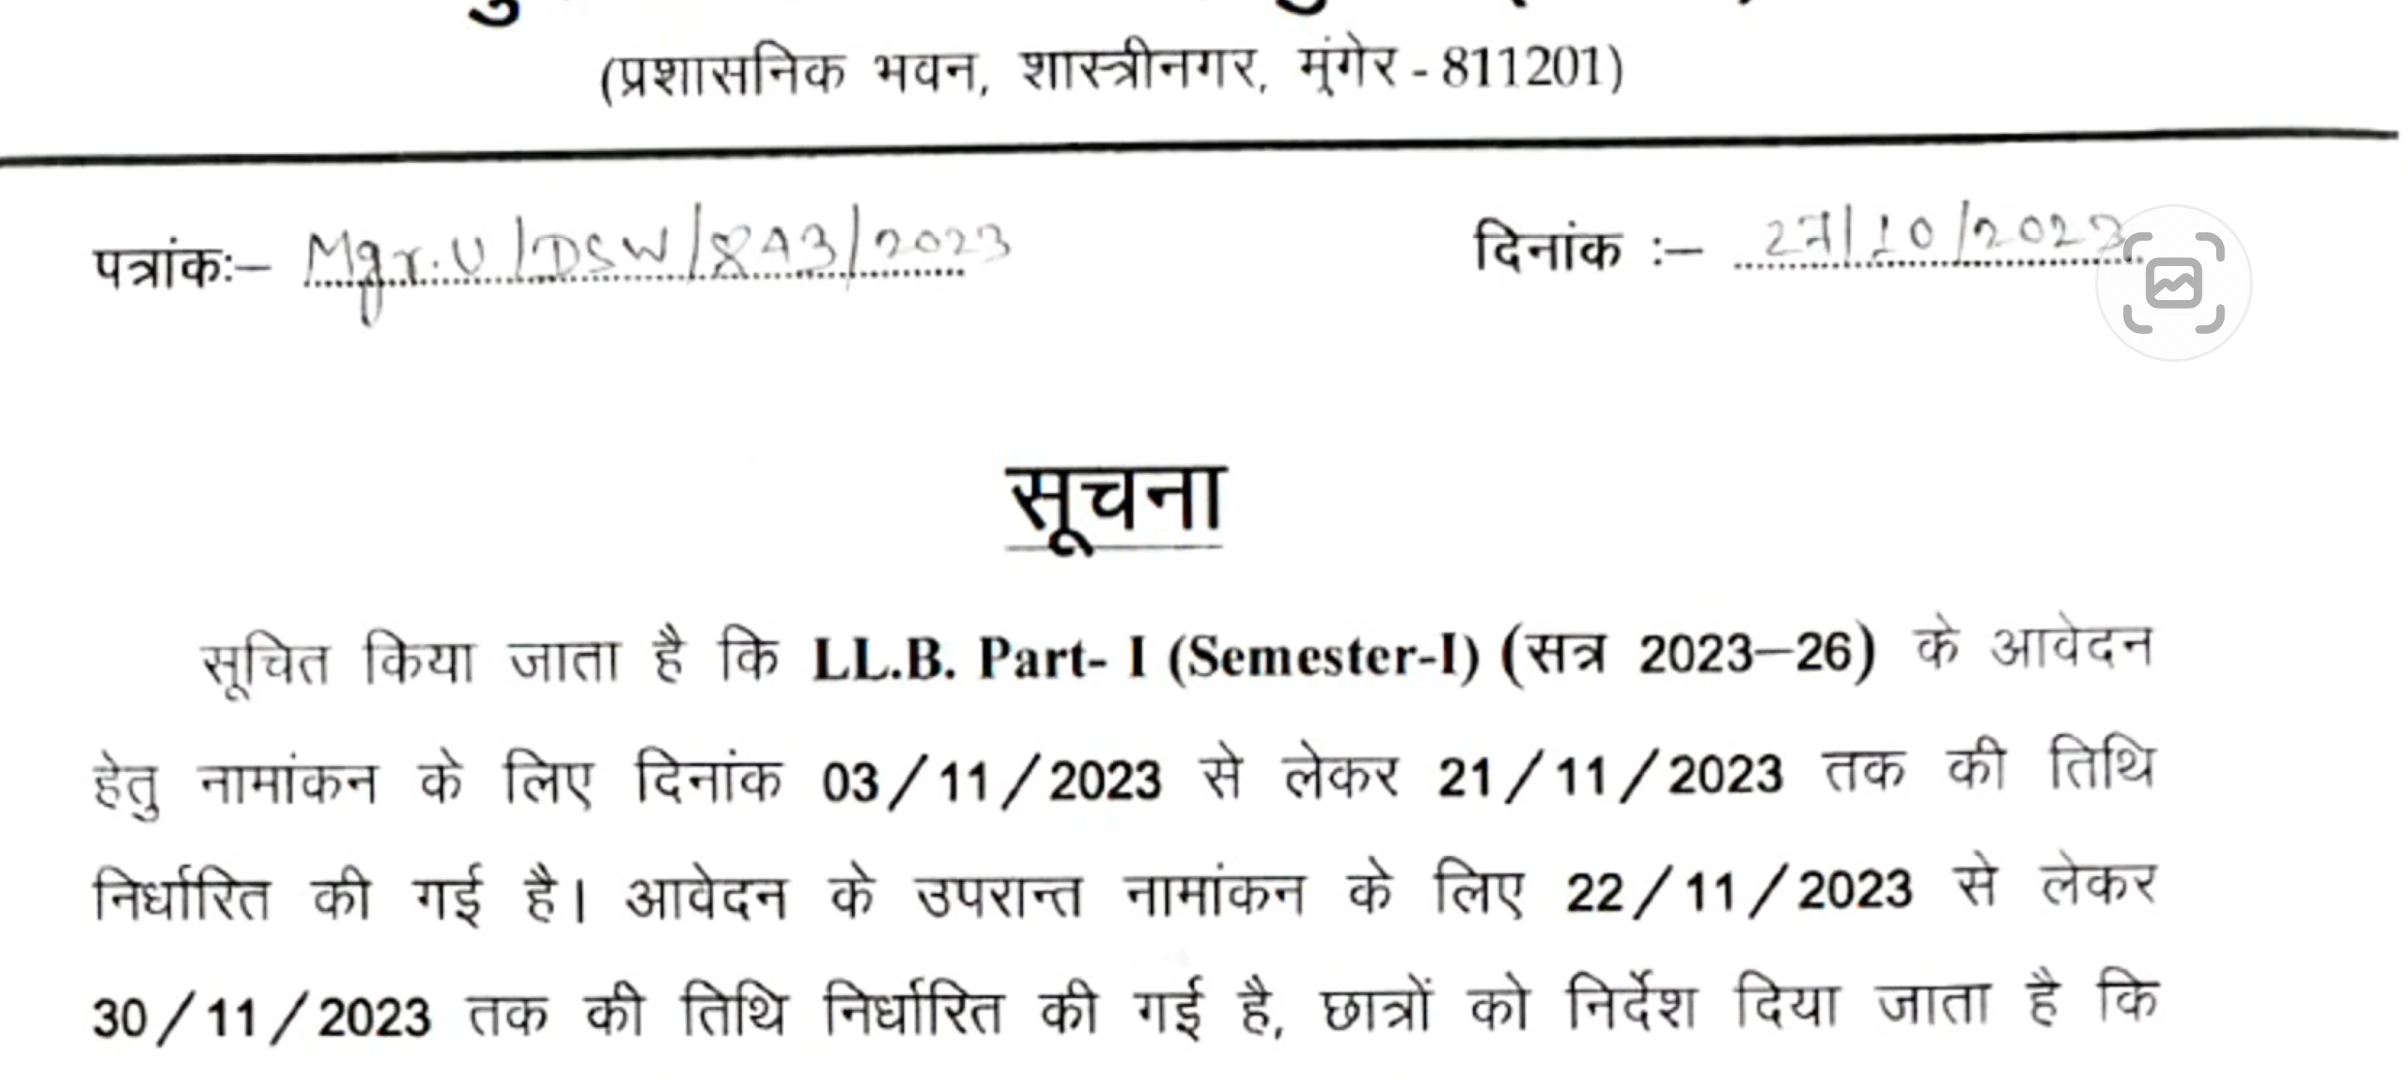 (प्रशासनिक भवन, शास्त्रीनगर, मुंगेर - 811201)
पत्रांकः– Mgr.U/DSW/843/2023 दिनांक :– 27/10/2023
सूचना
सूचित किया जाता है कि LL.B. Part- I (Semester-I) (सत्र 2023–26) के आवेदन
हेतु नामांकन के लिए दिनांक 03/11/2023 से लेकर 21/11/2023 तक की तिथि
निर्धारित की गई है। आवेदन के उपरान्त नामांकन के लिए 22/11/2023 से लेकर
30/11/2023 तक की तिथि निर्धारित की गई है, छात्रों को निर्देश दिया जाता है कि